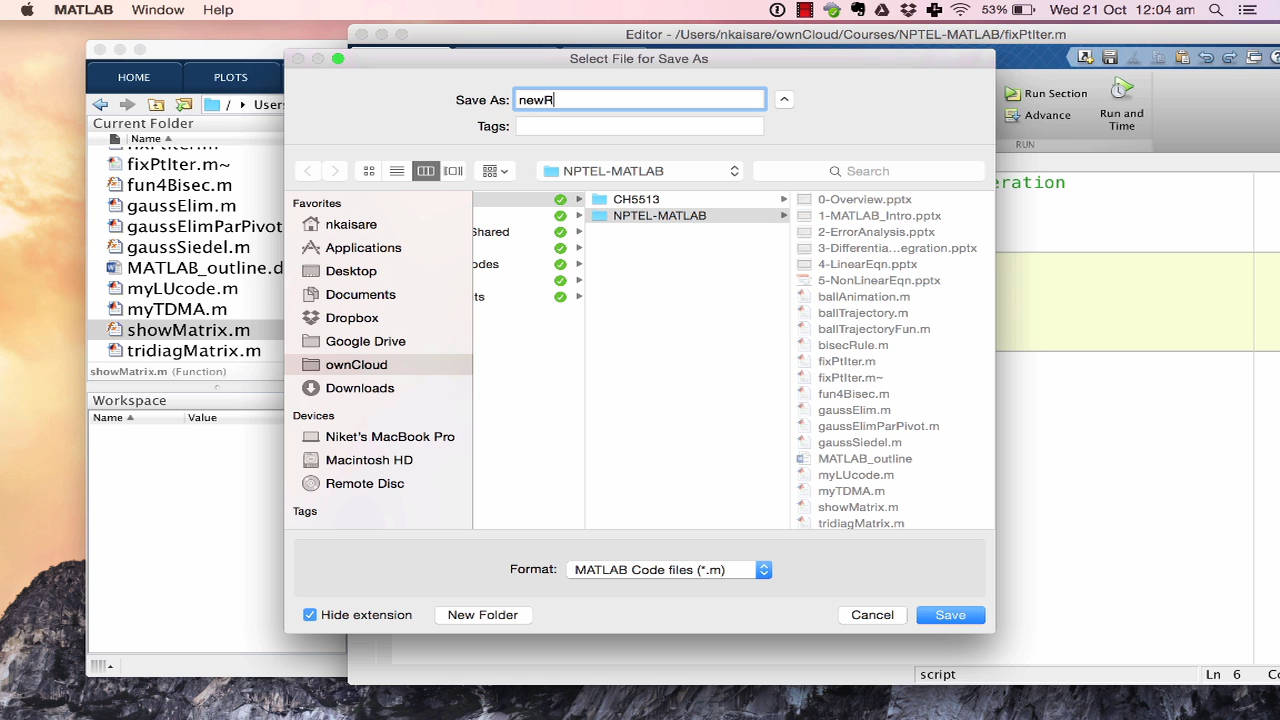 MATLAB Window Help 53% Wed 21 Oct 12:04 am
Editor - /Users/nkaisare/ownCloud/Courses/NPTEL-MATLAB/fixPtIter.m
HOME PLOTS
/ Users
Current Folder
Name
fixPtIter.m
fixPtIter.m~
fun4Bisec.m
gaussElim.m
gaussElimParPivot
gaussSiedel.m
MATLAB_outline.d
myLUcode.m
myTDMA.m
showMatrix.m
tridiagMatrix.m
showMatrix.m (Function)
Workspace
Name Value
Select File for Save As
Save As: newR
Tags:
NPTEL-MATLAB
Search
Favorites
nkaisare
Applications
Desktop
Documents
Dropbox
Google Drive
ownCloud
Downloads
Devices
Niket's MacBook Pro
Macintosh HD
Remote Disc
Tags
Shared
odes
ts
CH5513
NPTEL-MATLAB
0-Overview.pptx
1-MATLAB_Intro.pptx
2-ErrorAnalysis.pptx
3-Differentia...egration.pptx
4-LinearEqn.pptx
5-NonLinearEqn.pptx
ballAnimation.m
ballTrajectory.m
ballTrajectoryFun.m
bisecRule.m
fixPtIter.m
fixPtIter.m~
fun4Bisec.m
gaussElim.m
gaussElimParPivot.m
gaussSiedel.m
MATLAB_outline
myLUcode.m
myTDMA.m
showMatrix.m
tridiagMatrix.m
Format: MATLAB Code files (*.m)
Hide extension
New Folder
Cancel
Save
Run Section
Advance
Run and
Time
RUN
eration
script
Ln 6 Co